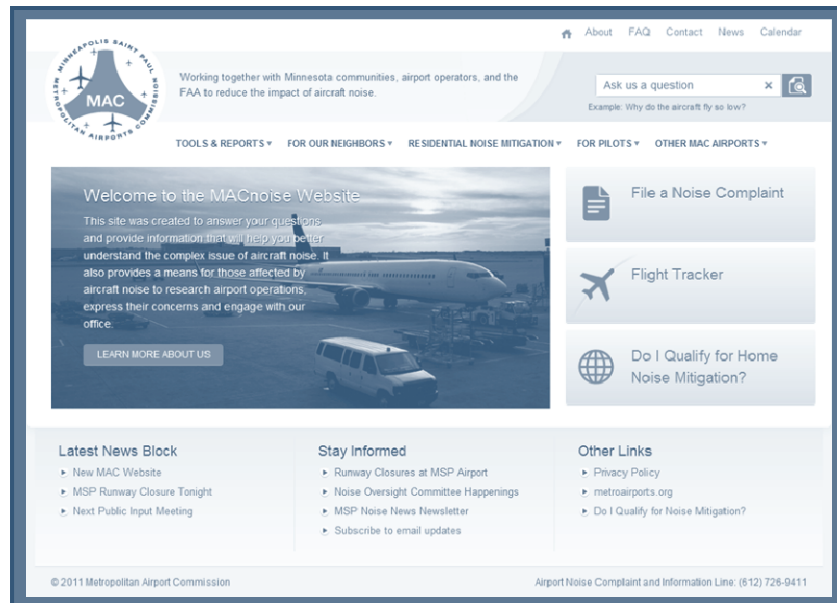 About FAQ Contact News Calendar
MINNEAPOLIS SAINT PAUL
METROPOLITAN AIRPORTS COMMISSION
MAC
Working together with Minnesota communities, airport operators, and the
FAA to reduce the impact of aircraft noise.
Ask us a question
Example: Why do the aircraft fly so low?
TOOLS & REPORTS FOR OUR NEIGHBORS RESIDENTIAL NOISE MITIGATION FOR PILOTS OTHER MAC AIRPORTS
Welcome to the MACnoise Website
This site was created to answer your questions
and provide information that will help you better
understand the complex issue of aircraft noise. It
also provides a means for those affected by
aircraft noise to research airport operations,
express their concerns and engage with our
office.
LEARN MORE ABOUT US
File a Noise Complaint
Flight Tracker
Do I Qualify for Home
Noise Mitigation?
Latest News Block
New MAC Website
MSP Runway Closure Tonight
Next Public Input Meeting
Stay Informed
Runway Closures at MSP Airport
Noise Oversight Committee Happenings
MSP Noise News Newsletter
Subscribe to email updates
Other Links
Privacy Policy
metroairports.org
Do I Qualify for Noise Mitigation?
© 2011 Metropolitan Airport Commission
Airport Noise Complaint and Information Line: (612) 726-9411